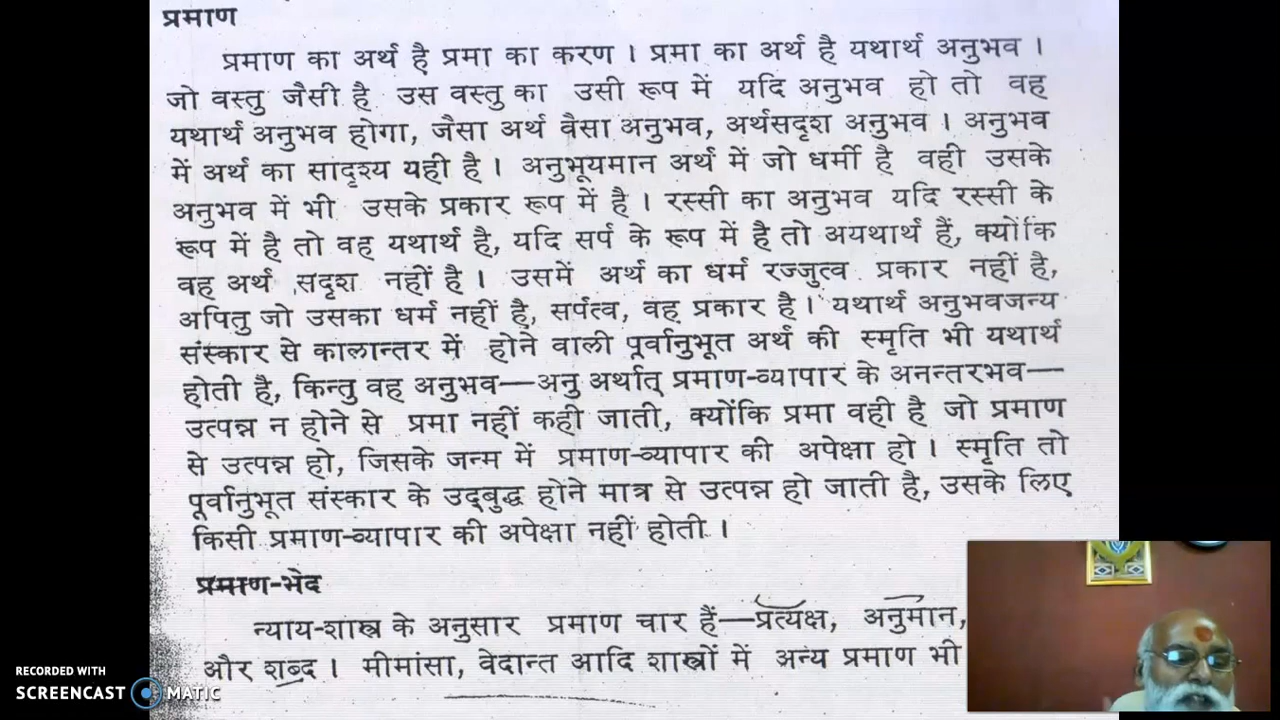 प्रमाण
प्रमाण का अर्थ है प्रमा का करण । प्रमा का अर्थ है यथार्थ अनुभव ।
जो वस्तु जैसी है उस वस्तु का उसी रूप में यदि अनुभव हो तो वह
यथार्थ अनुभव होगा, जैसा अर्थ वैसा अनुभव, अर्थसदृश अनुभव । अनुभव
में अर्थ का सादृश्य यही है । अनुभूयमान अर्थ में जो धर्मी है वही उसके
अनुभव में भी उसके प्रकार रूप में है । रस्सी का अनुभव यदि रस्सी के
रूप में है तो वह यथार्थ है, यदि सर्प के रूप में है तो अयथार्थ हैं, क्योंकि
वह अर्थ सदृश नहीं है । उसमें अर्थ का धर्म रज्जुत्व प्रकार नहीं है,
अपितु जो उसका धर्म नहीं है, सर्पत्व, वह प्रकार है । यथार्थ अनुभवजन्य
संस्कार से कालान्तर में होने वाली पूर्वानुभूत अर्थ की स्मृति भी यथार्थ
होती है, किन्तु वह अनुभव—अनु अर्थात् प्रमाण-व्यापार के अनन्तरभव—
उत्पन्न न होने से प्रमा नहीं कही जाती, क्योंकि प्रमा वही है जो प्रमाण
से उत्पन्न हो, जिसके जन्म में प्रमाण-व्यापार की अपेक्षा हो । स्मृति तो
पूर्वानुभूत संस्कार के उद्बुद्ध होने मात्र से उत्पन्न हो जाती है, उसके लिए
किसी प्रमाण-व्यापार की अपेक्षा नहीं होती ।
प्रमाण-भेद
न्याय-शास्त्र के अनुसार प्रमाण चार हैं—प्रत्यक्ष, अनुमान,
और शब्द । मीमांसा, वेदान्त आदि शास्त्रों में अन्य प्रमाण भी
RECORDED WITH
SCREENCAST MATIC